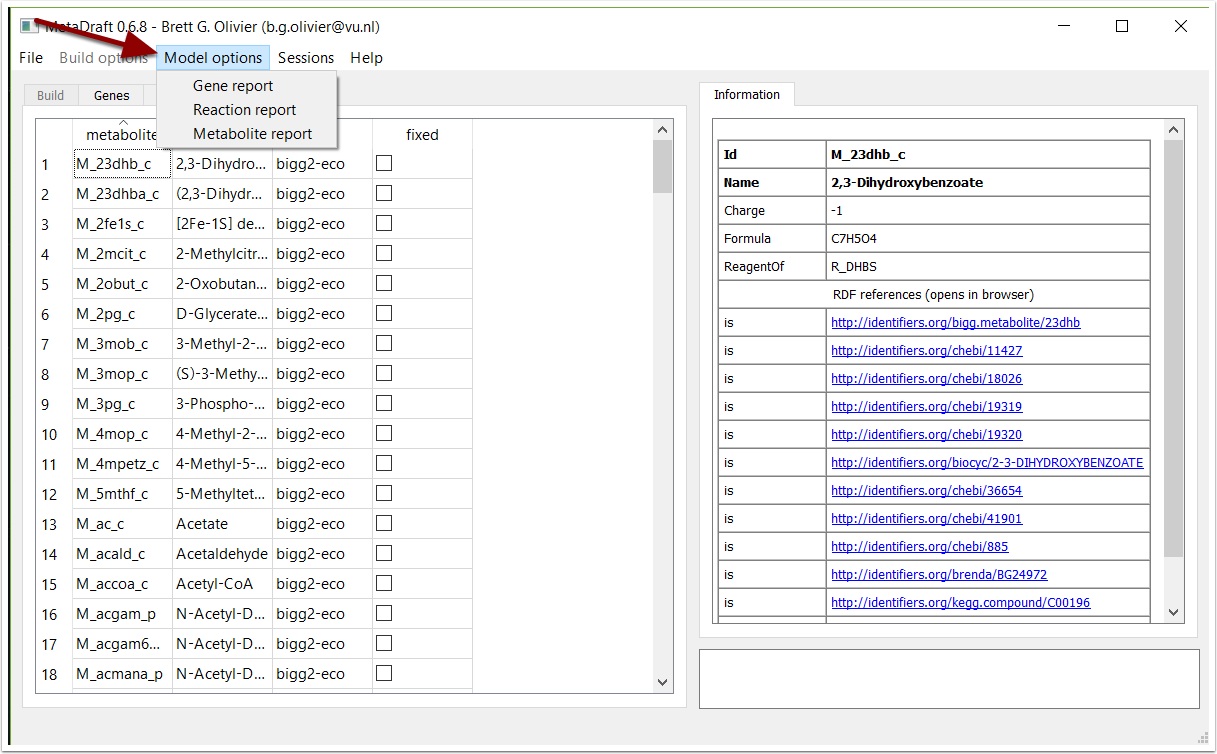 MetaDraft 0.6.8 - Brett G. Olivier (b.g.olivier@vu.nl)
File Build options Model options Sessions Help
Gene report
Reaction report
Metabolite report
Build Genes
metabolite fixed
1 M_23dhb_c 2,3-Dihydro... bigg2-eco
2 M_23dhba_c (2,3-Dihydr... bigg2-eco
3 M_2fe1s_c [2Fe-1S] de... bigg2-eco
4 M_2mcit_c 2-Methylcitr... bigg2-eco
5 M_2obut_c 2-Oxobutan... bigg2-eco
6 M_2pg_c D-Glycerate... bigg2-eco
7 M_3mob_c 3-Methyl-2-... bigg2-eco
8 M_3mop_c (S)-3-Methy... bigg2-eco
9 M_3pg_c 3-Phospho-... bigg2-eco
10 M_4mop_c 4-Methyl-2-... bigg2-eco
11 M_4mpetz_c 4-Methyl-5-... bigg2-eco
12 M_5mthf_c 5-Methyltet... bigg2-eco
13 M_ac_c Acetate bigg2-eco
14 M_acald_c Acetaldehyde bigg2-eco
15 M_accoa_c Acetyl-CoA bigg2-eco
16 M_acgam_p N-Acetyl-D... bigg2-eco
17 M_acgam6... N-Acetyl-D... bigg2-eco
18 M_acmana_p N-Acetyl-D... bigg2-eco
Information
Id M_23dhb_c
Name 2,3-Dihydroxybenzoate
Charge -1
Formula C7H5O4
ReagentOf R_DHBS
RDF references (opens in browser)
is http://identifiers.org/bigg.metabolite/23dhb
is http://identifiers.org/chebi/11427
is http://identifiers.org/chebi/18026
is http://identifiers.org/chebi/19319
is http://identifiers.org/chebi/19320
is http://identifiers.org/biocyc/2-3-DIHYDROXYBENZOATE
is http://identifiers.org/chebi/36654
is http://identifiers.org/chebi/41901
is http://identifiers.org/chebi/885
is http://identifiers.org/brenda/BG24972
is http://identifiers.org/kegg.compound/C00196